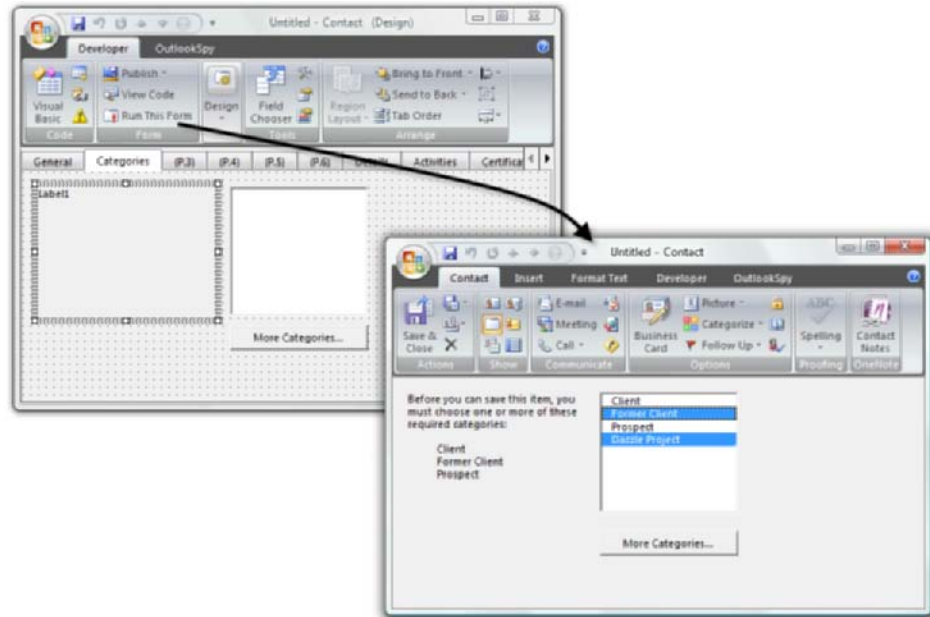 Untitled - Contact (Design)
Developer OutlookSpy
Visual Basic
Publish
View Code
Run This Form
Design
Field Chooser
Region Layout
Bring to Front
Send to Back
Tab Order
Code Form Tools Arrange
General Categories (P.3) (P.4) (P.5) (P.6) Details Activities Certificat
Label1
More Categories...
Untitled - Contact
Contact Insert Format Text Developer OutlookSpy
Save & Close
E-mail
Meeting
Call
Business Card
Picture
Categorize
Follow Up
ABC
Spelling
Contact Notes
Actions Show Communicate Options Proofing OneNote
Before you can save this item, you
must choose one or more of these
required categories:
Client
Former Client
Prospect
Client
Former Client
Prospect
Dazzle Project
More Categories...